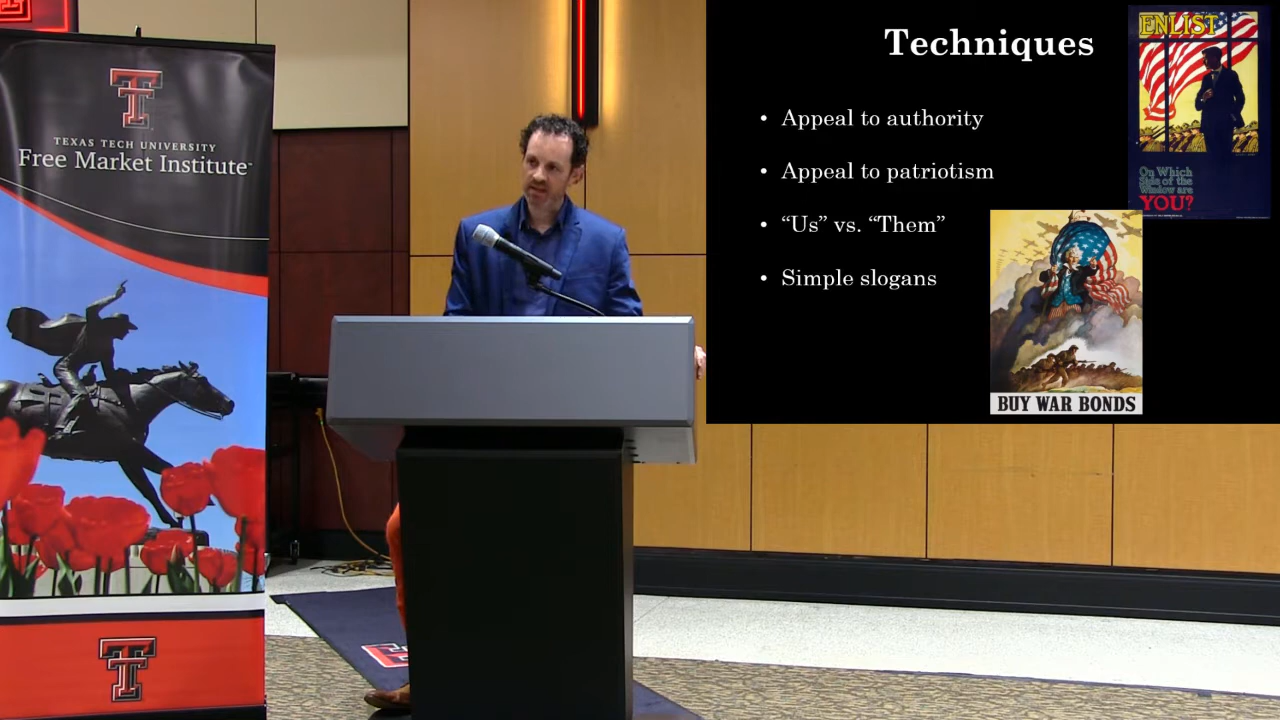 TEXAS TECH UNIVERSITY
Free Market Institute
Techniques
• Appeal to authority
• Appeal to patriotism
• “Us” vs. “Them”
• Simple slogans
ENLIST
On Which
Side of the
Window are
YOU?
BUY WAR BONDS